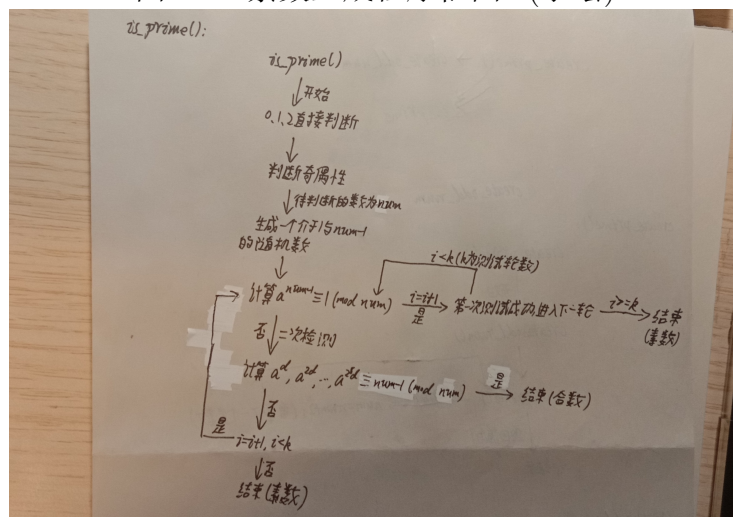 is_prime():
is_prime()
开始
0.1.2直接判断
判断奇偶性
待判断的数为num
生成一个介于1与num-1
的随机数
i<k(k为测试轮数)
计算 a^num-1≡1(mod num)
i=i+1
是
第一次测试成功,进入下一轮
i>=k
结束
(素数)
否
二次检测
计算 a^d, a^2d, ..., a^2^sd ≡ num-1 (mod num)
是
结束(合数)
否
是
i=i+1, i<k
否
结束(素数)